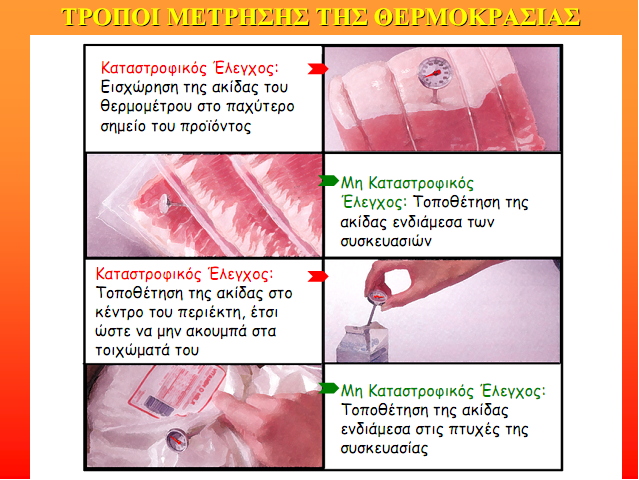 ΤΡΟΠΟΙ ΜΕΤΡΗΣΗΣ ΤΗΣ ΘΕΡΜΟΚΡΑΣΙΑΣ
Καταστροφικός Έλεγχος:
Εισχώρηση της ακίδας του
θερμομέτρου στο παχύτερο
σημείο του προϊόντος
Μη Καταστροφικός
Έλεγχος: Τοποθέτηση της
ακίδας ενδιάμεσα των
συσκευασιών
Καταστροφικός Έλεγχος:
Τοποθέτηση της ακίδας στο
κέντρο του περιέκτη, έτσι
ώστε να μην ακουμπά στα
τοιχώματά του
Μη Καταστροφικός Έλεγχος:
Τοποθέτηση της ακίδας
ενδιάμεσα στις πτυχές της
συσκευασίας